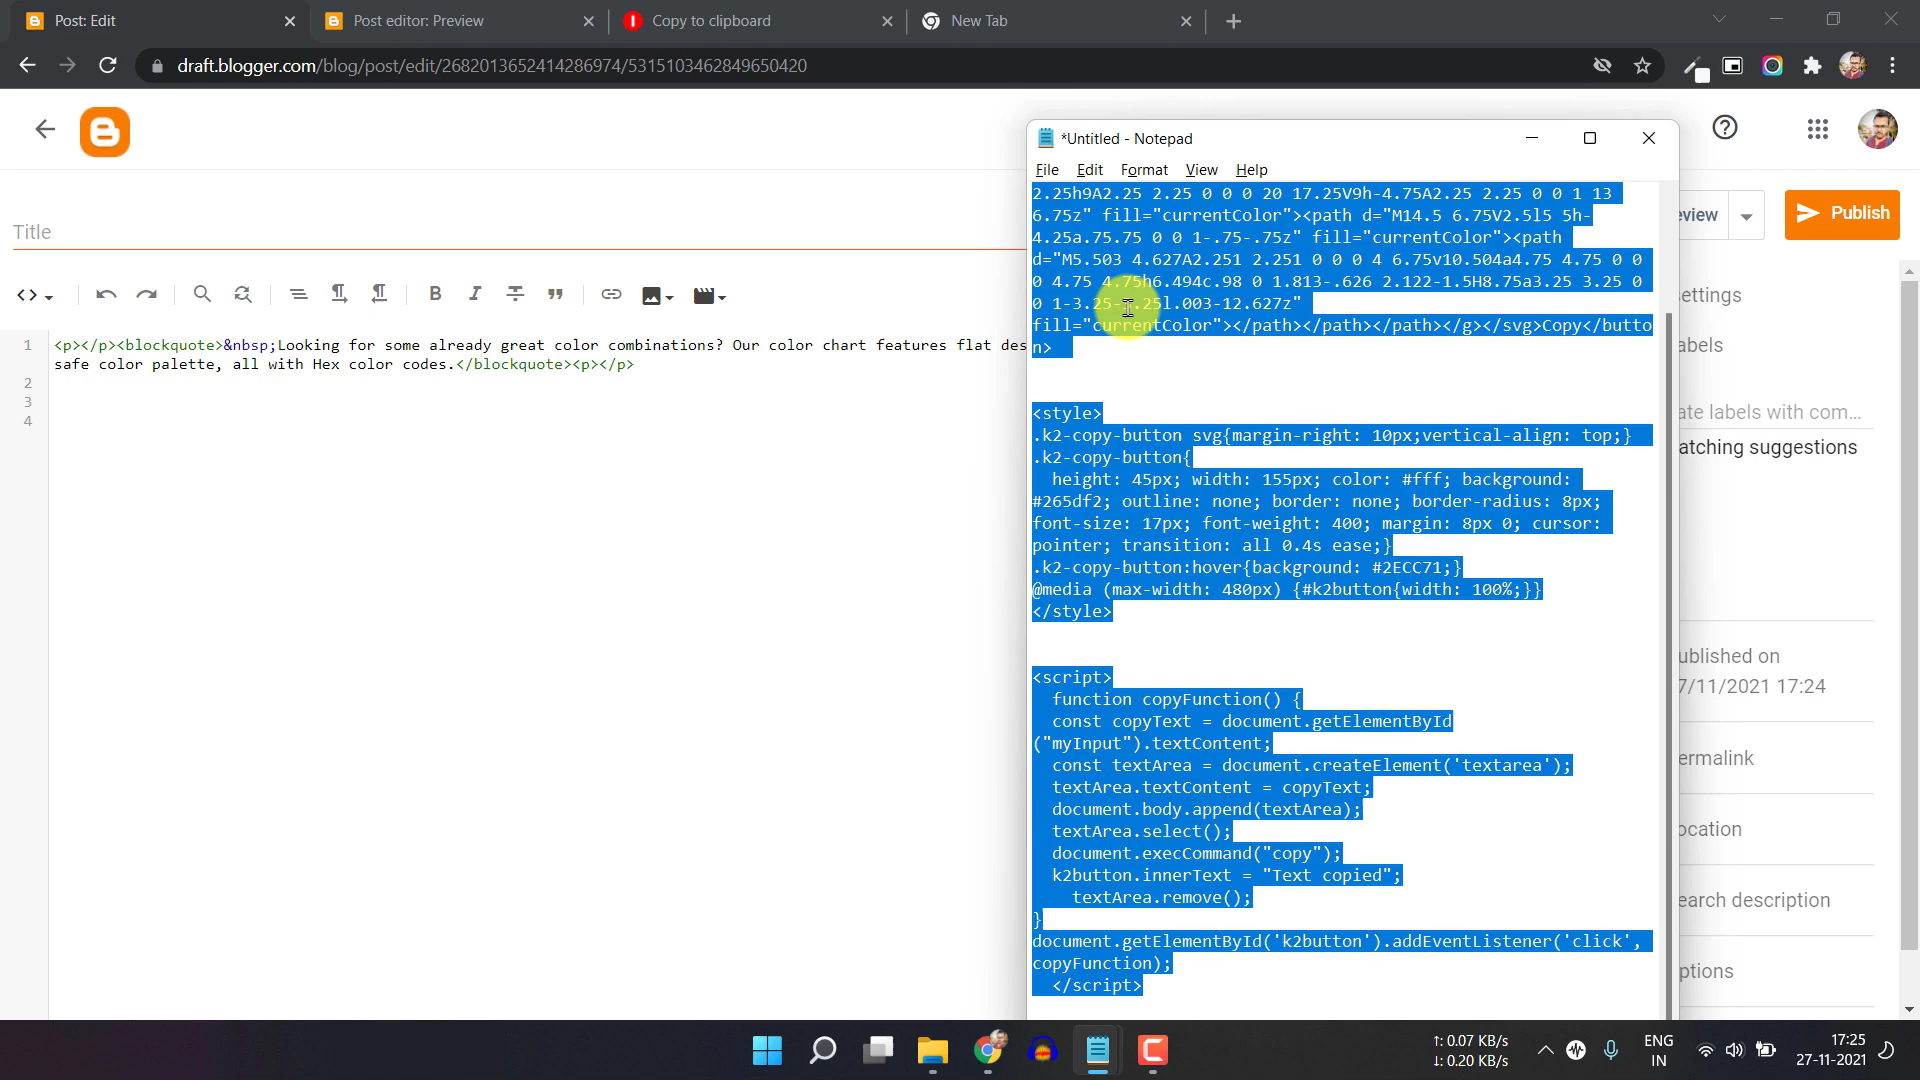 Post: Edit
Post editor: Preview
Copy to clipboard
New Tab
draft.blogger.com/blog/post/edit/2682013652414286974/5315103462849650420
*Untitled - Notepad
File Edit Format View Help
2.25h9A2.25 2.25 0 0 0 20 17.25V9h-4.75A2.25 2.25 0 0 1 13
6.75z" fill="currentColor"><path d="M14.5 6.75V2.5l5 5h-
4.25a.75.75 0 0 1-.75-.75z" fill="currentColor"><path
d="M5.503 4.627A2.251 2.251 0 0 0 4 6.75v10.504a4.75 4.75 0 0
0 4.75 4.75h6.494c.98 0 1.813-.626 2.122-1.5H8.75a3.25 3.25 0
0 1-3.25-3.25l.003-12.627z"
fill="currentColor"></path></path></path></g></svg>Copy</butto
n>
<style>
.k2-copy-button svg{margin-right: 10px;vertical-align: top;}
.k2-copy-button{
height: 45px; width: 155px; color: #fff; background:
#265df2; outline: none; border: none; border-radius: 8px;
font-size: 17px; font-weight: 400; margin: 8px 0; cursor:
pointer; transition: all 0.4s ease;}
.k2-copy-button:hover{background: #2ECC71;}
@media (max-width: 480px) {#k2button{width: 100%;}}
</style>
<script>
function copyFunction() {
const copyText = document.getElementById
("myInput").textContent;
const textArea = document.createElement('textarea');
textArea.textContent = copyText;
document.body.append(textArea);
textArea.select();
document.execCommand("copy");
k2button.innerText = "Text copied";
textArea.remove();
}
document.getElementById('k2button').addEventListener('click',
copyFunction);
</script>
Title
1 <p></p><blockquote>&nbsp;Looking for some already great color combinations? Our color chart features flat des
safe color palette, all with Hex color codes.</blockquote><p></p>
2
3
4
view
Publish
ettings
abels
ate labels with com...
atching suggestions
ublished on
7/11/2021 17:24
ermalink
ocation
earch description
ptions
↑: 0.07 KB/s
↓: 0.20 KB/s
ENG
IN
17:25
27-11-2021